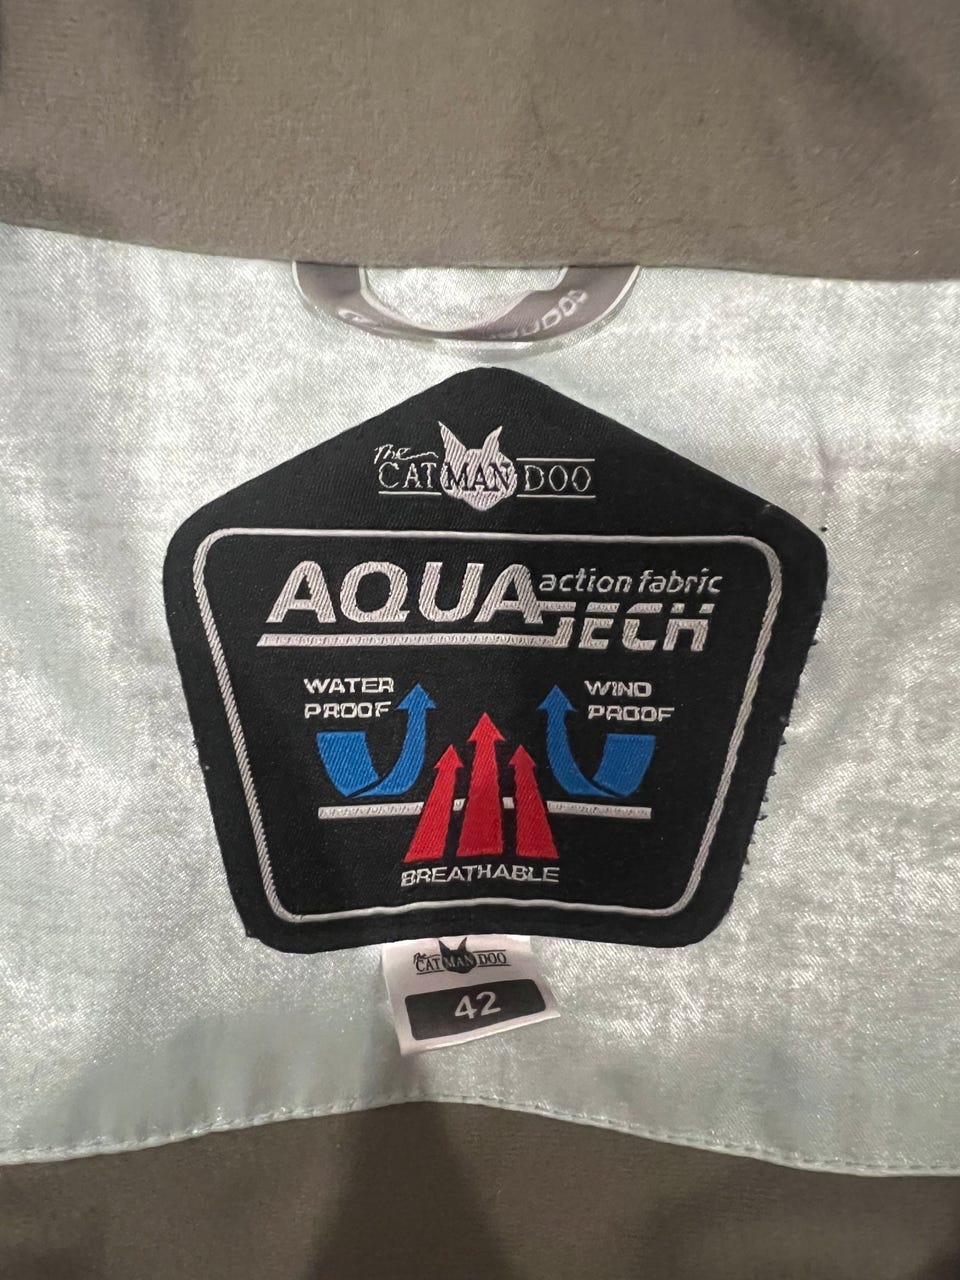 The
CATMANDOO
AQUA action fabric
TECH
WATER
PROOF
WIND
PROOF
BREATHABLE
The
CATMANDOO
42